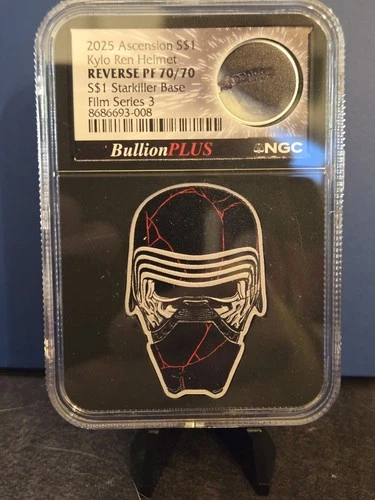 2025 Ascension S$1
Kylo Ren Helmet
REVERSE PF 70/70
S$1 Starkiller Base
Film Series 3
8686693-008
BullionPLUS
NGC